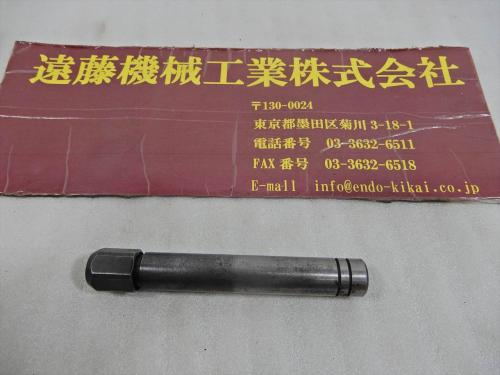 遠藤機械工業株式会社
〒130-0024
東京都墨田区菊川 3-18-1
電話番号 03-3632-6511
FAX 番号 03-3632-6518
E-mall info@endo-kikai.co.jp